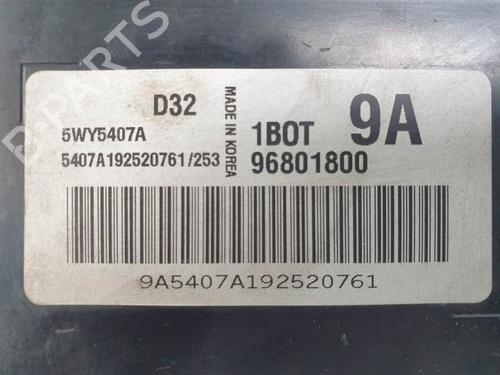 D-PARTS
D32
5WY5407A
5407A192520761/253
MADE IN KOREA
1BOT 9A
96801800
9A5407A192520761